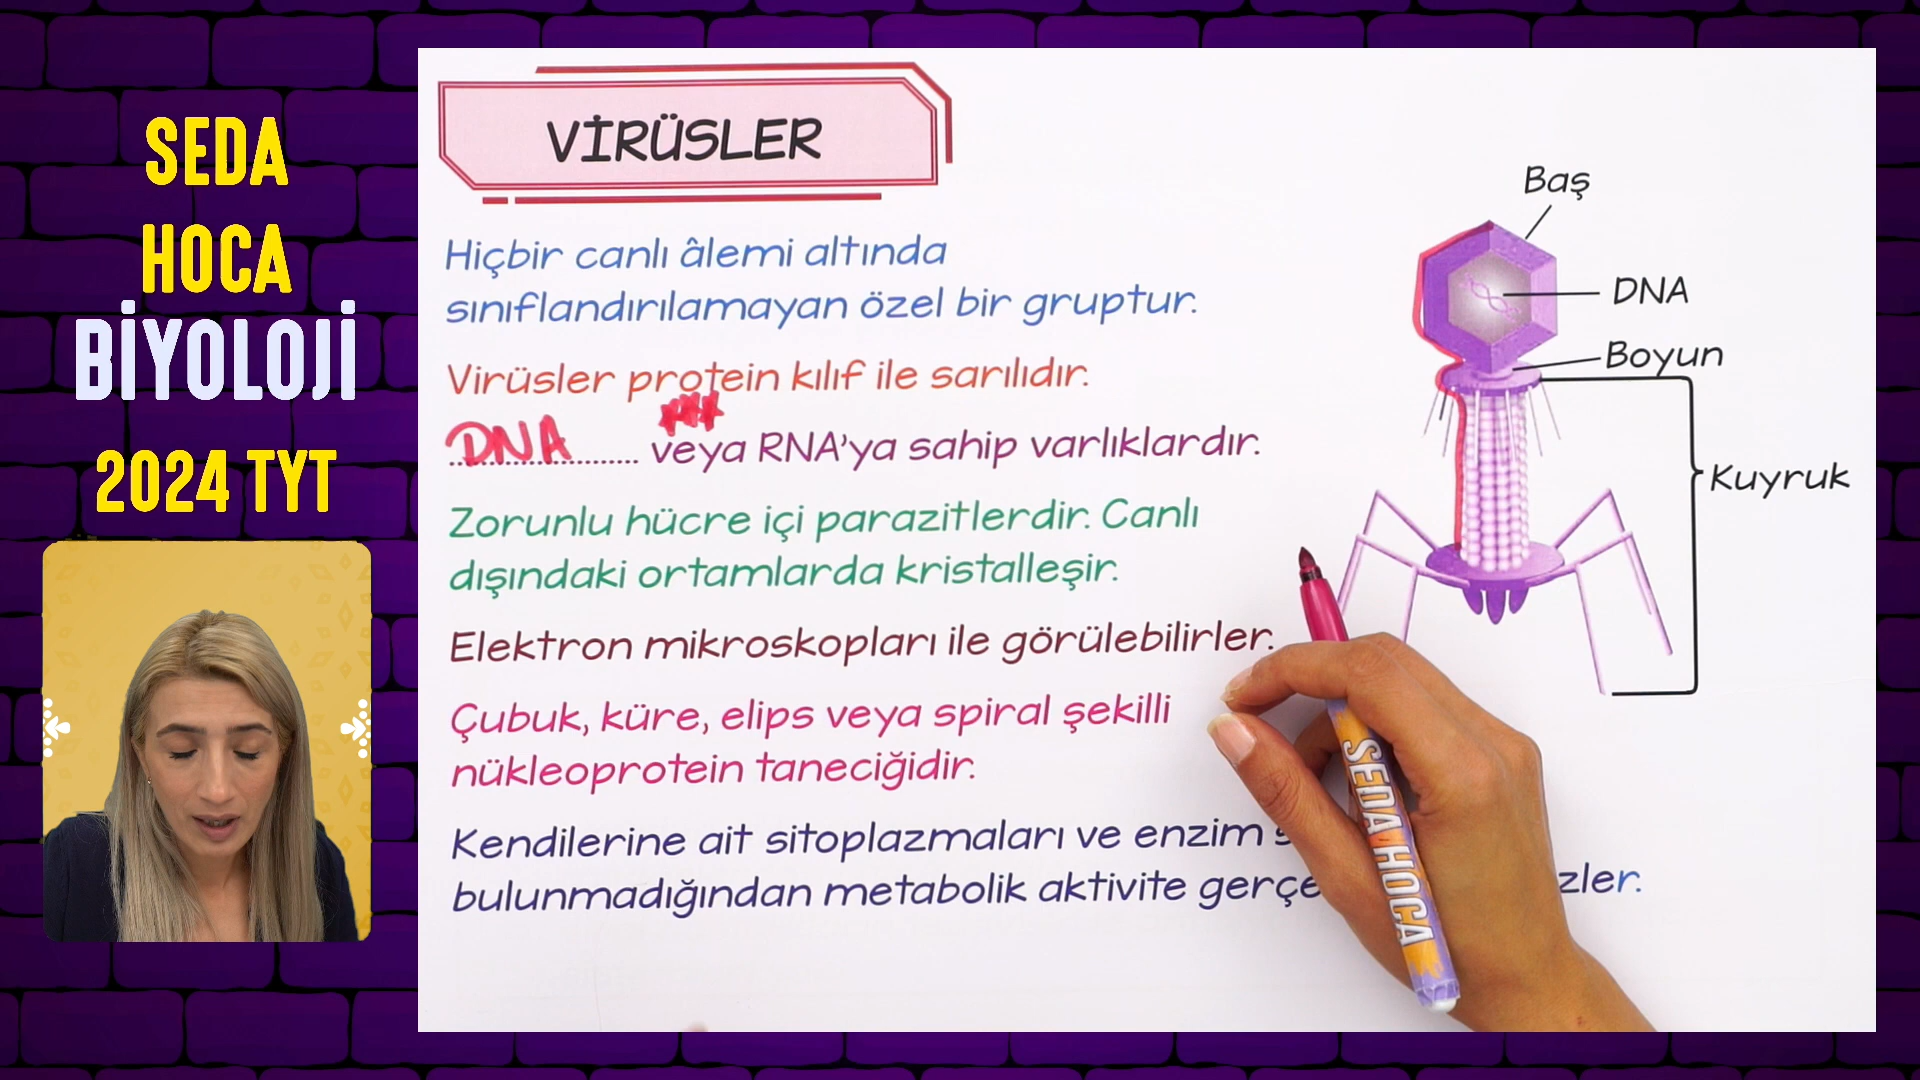 SEDA
HOCA
BİYOLOJİ
2024 TYT
VİRÜSLER
Hiçbir canlı âlemi altında
sınıflandırılamayan özel bir gruptur.
Virüsler protein kılıf ile sarılıdır.
DNA veya RNA'ya sahip varlıklardır.
Zorunlu hücre içi parazitlerdir. Canlı
dışındaki ortamlarda kristalleşir.
Elektron mikroskopları ile görülebilirler.
Çubuk, küre, elips veya spiral şekilli
nükleoprotein taneciğidir.
Kendilerine ait sitoplazmaları ve enzim
bulunmadığından metabolik aktivite
Baş
DNA
Boyun
Kuyruk
SEDA HOCA